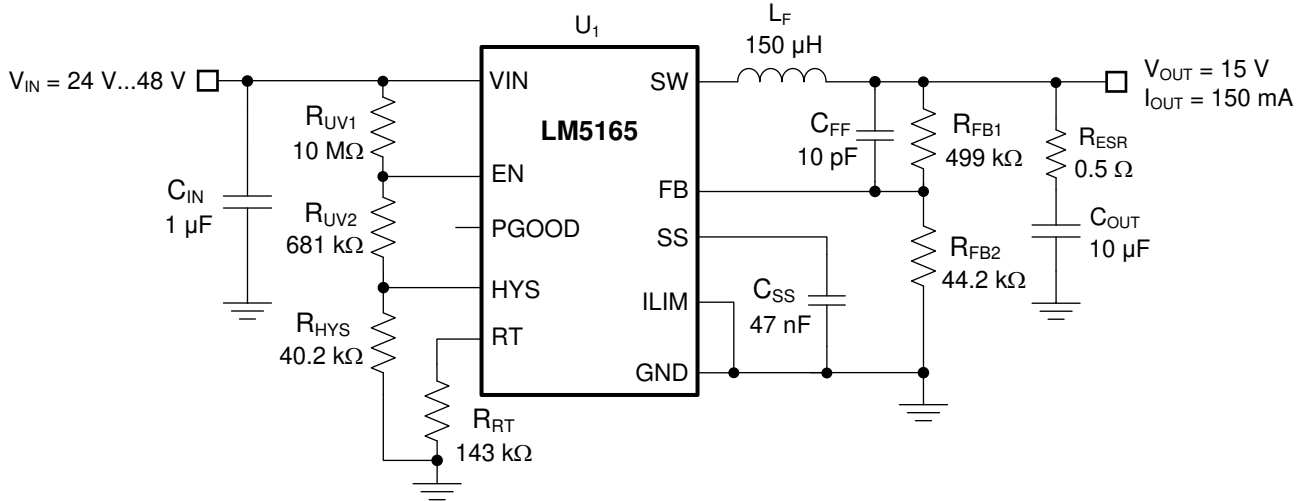 U1
LF
150 µH
VIN = 24 V...48 V
VIN
SW
VOUT = 15 V
IOUT = 150 mA
RUV1
10 MΩ
LM5165
CFF
10 pF
RFB1
499 kΩ
RESR
0.5 Ω
EN
FB
CIN
1 µF
RUV2
681 kΩ
PGOOD
SS
RFB2
44.2 kΩ
COUT
10 µF
HYS
ILIM
CSS
47 nF
RHYS
40.2 kΩ
RT
GND
RRT
143 kΩ